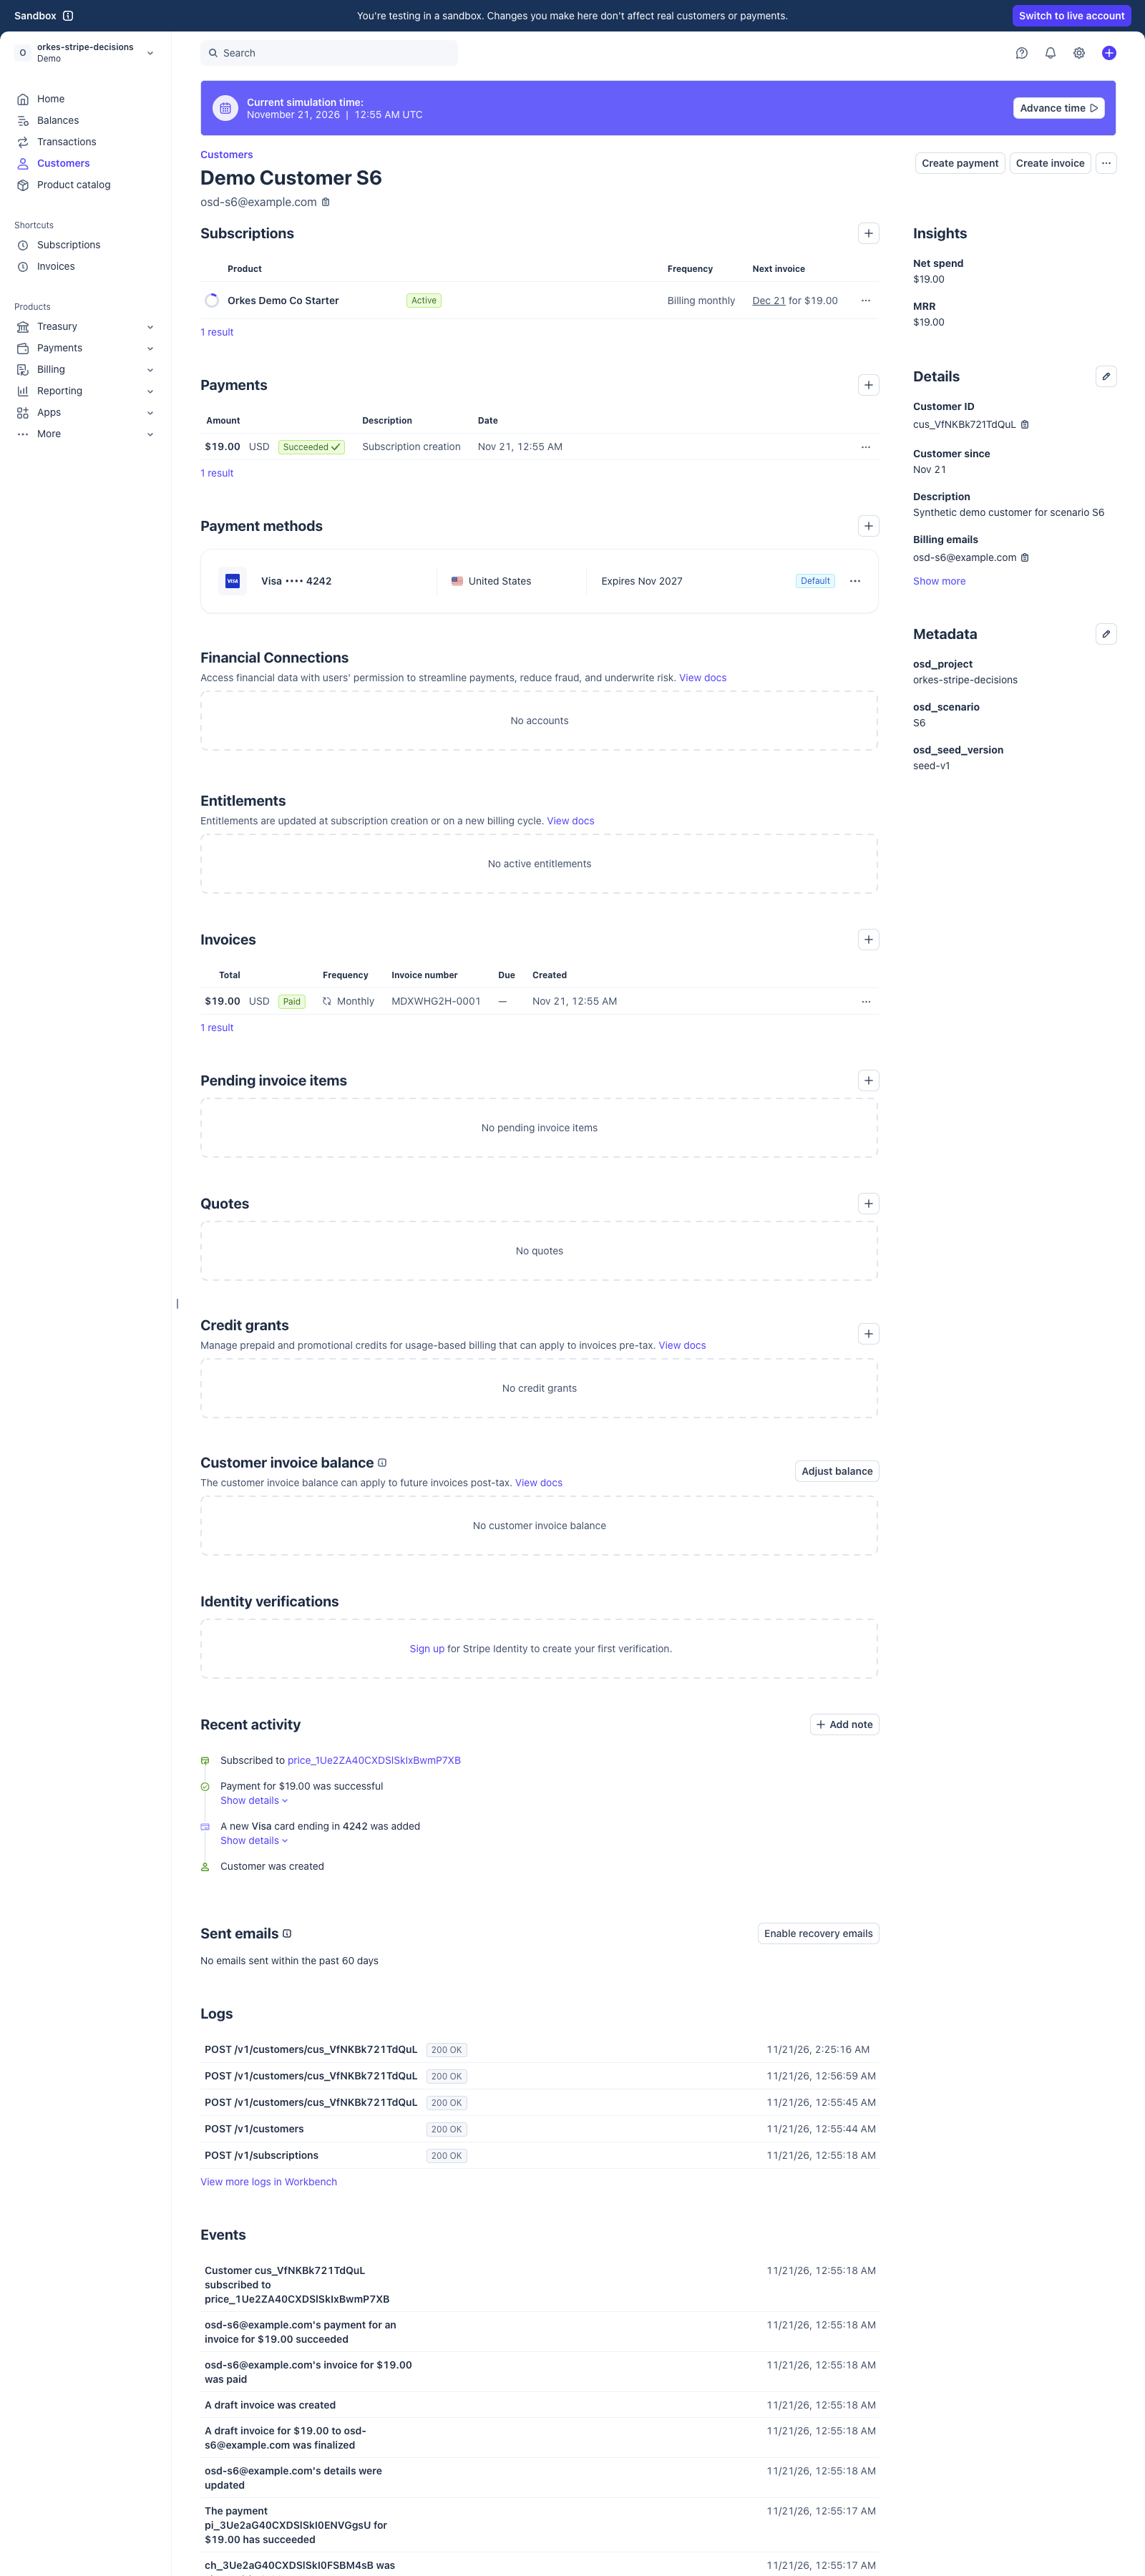 Sandbox
You're testing in a sandbox. Changes you make here don't affect real customers or payments.
Switch to live account
O
orkes-stripe-decisions
Demo
Home
Balances
Transactions
Customers
Product catalog
Shortcuts
Subscriptions
Invoices
Products
Treasury
Payments
Billing
Reporting
Apps
More
Search
Current simulation time:
November 21, 2026 | 12:55 AM UTC
Advance time
Customers
Demo Customer S6
osd-s6@example.com
Create payment
Create invoice
Subscriptions
Product Frequency Next invoice
Orkes Demo Co Starter Active Billing monthly Dec 21 for $19.00
1 result
Payments
Amount Description Date
$19.00 USD Succeeded Subscription creation Nov 21, 12:55 AM
1 result
Payment methods
VISA Visa •••• 4242 United States Expires Nov 2027 Default
Financial Connections
Access financial data with users' permission to streamline payments, reduce fraud, and underwrite risk. View docs
No accounts
Entitlements
Entitlements are updated at subscription creation or on a new billing cycle. View docs
No active entitlements
Invoices
Total Frequency Invoice number Due Created
$19.00 USD Paid Monthly MDXWHG2H-0001 — Nov 21, 12:55 AM
1 result
Pending invoice items
No pending invoice items
Quotes
No quotes
Credit grants
Manage prepaid and promotional credits for usage-based billing that can apply to invoices pre-tax. View docs
No credit grants
Customer invoice balance
The customer invoice balance can apply to future invoices post-tax. View docs
Adjust balance
No customer invoice balance
Identity verifications
Sign up for Stripe Identity to create your first verification.
Recent activity
Add note
Subscribed to price_1Ue2ZA40CXDSlSkIxBwmP7XB
Payment for $19.00 was successful
Show details
A new Visa card ending in 4242 was added
Show details
Customer was created
Sent emails
Enable recovery emails
No emails sent within the past 60 days
Logs
POST /v1/customers/cus_VfNKBk721TdQuL 200 OK 11/21/26, 2:25:16 AM
POST /v1/customers/cus_VfNKBk721TdQuL 200 OK 11/21/26, 12:56:59 AM
POST /v1/customers/cus_VfNKBk721TdQuL 200 OK 11/21/26, 12:55:45 AM
POST /v1/customers 200 OK 11/21/26, 12:55:44 AM
POST /v1/subscriptions 200 OK 11/21/26, 12:55:18 AM
View more logs in Workbench
Events
Customer cus_VfNKBk721TdQuL 11/21/26, 12:55:18 AM
subscribed to
price_1Ue2ZA40CXDSlSkIxBwmP7XB
osd-s6@example.com's payment for an 11/21/26, 12:55:18 AM
invoice for $19.00 succeeded
osd-s6@example.com's invoice for $19.00 11/21/26, 12:55:18 AM
was paid
A draft invoice was created 11/21/26, 12:55:18 AM
A draft invoice for $19.00 to osd- 11/21/26, 12:55:18 AM
s6@example.com was finalized
osd-s6@example.com's details were 11/21/26, 12:55:18 AM
updated
The payment 11/21/26, 12:55:17 AM
pi_3Ue2aG40CXDSlSkI0ENVGgsU for
$19.00 has succeeded
ch_3Ue2aG40CXDSlSkI0FSBM4sB was 11/21/26, 12:55:17 AM
Insights
Net spend
$19.00
MRR
$19.00
Details
Customer ID
cus_VfNKBk721TdQuL
Customer since
Nov 21
Description
Synthetic demo customer for scenario S6
Billing emails
osd-s6@example.com
Show more
Metadata
osd_project
orkes-stripe-decisions
osd_scenario
S6
osd_seed_version
seed-v1